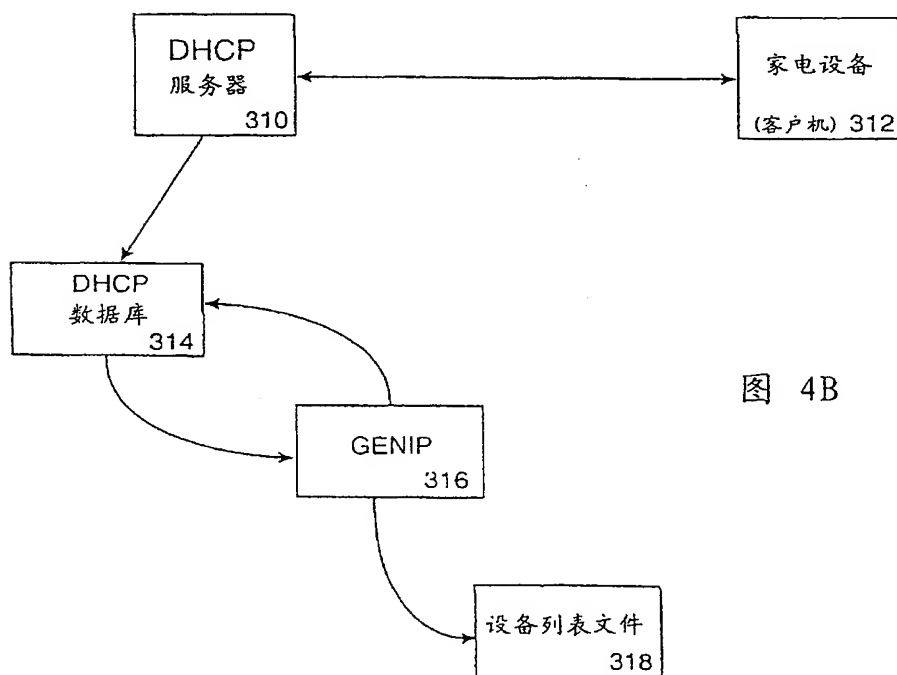 DHCP
服务器
310
家电设备
(客户机) 312
DHCP
数据库
314
图 4B
GENIP
316
设备列表文件
318